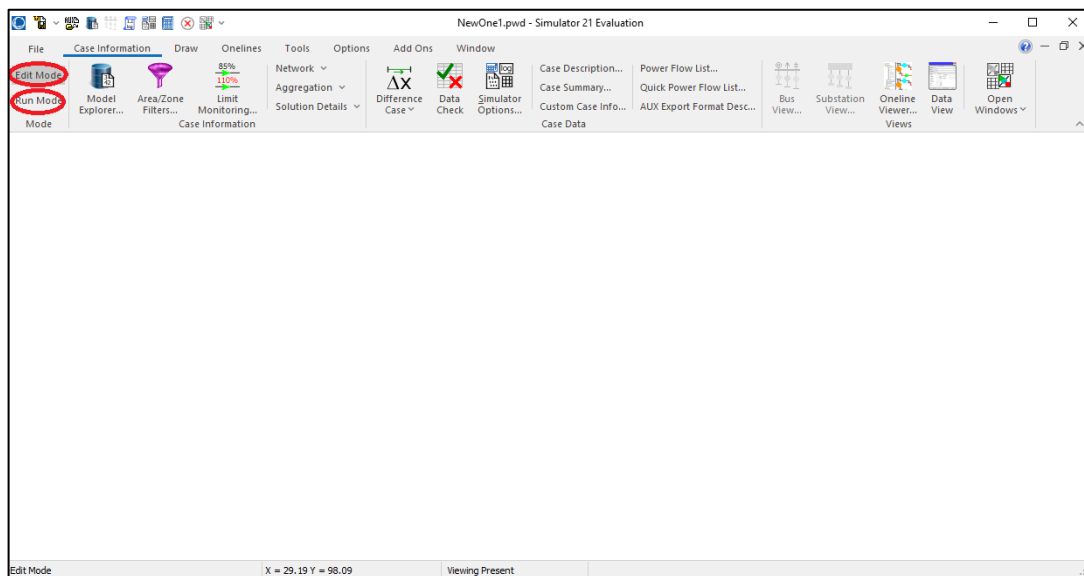 NewOne1.pwd - Simulator 21 Evaluation
File Case Information Draw Onelines Tools Options Add Ons Window
Edit Mode
Run Mode
Mode
Model Explorer...
Area/Zone Filters...
85%
110%
Limit Monitoring...
Network
Aggregation
Solution Details
Case Information
ΔX
Difference Case
Data Check
Simulator Options...
Case Description...
Case Summary...
Custom Case Info...
Power Flow List...
Quick Power Flow List...
AUX Export Format Desc...
Case Data
Bus View...
Substation View...
Oneline Viewer...
Data View
Open Windows
Views
Edit Mode X = 29.19 Y = 98.09 Viewing Present